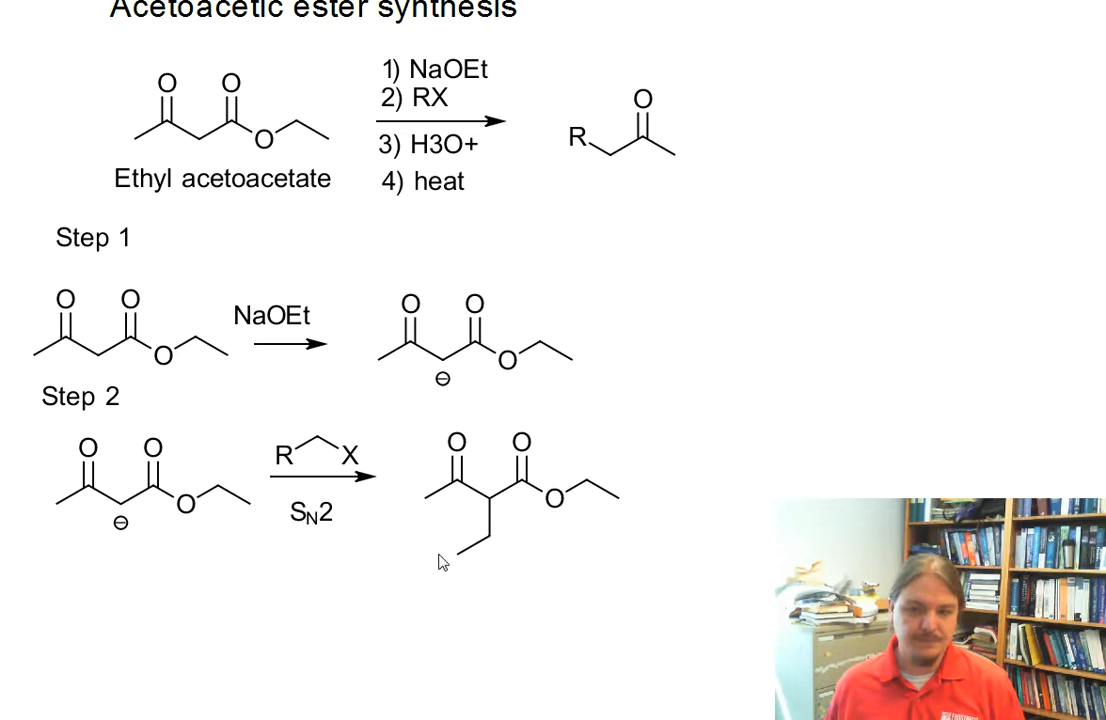 Acetoacetic ester synthesis
O O
1) NaOEt
2) RX
O
R
O
3) H3O+
4) heat
Ethyl acetoacetate
Step 1
O O
NaOEt
O O
O
O
⊖
Step 2
O O
R X
O O
O
SN2
O
⊖